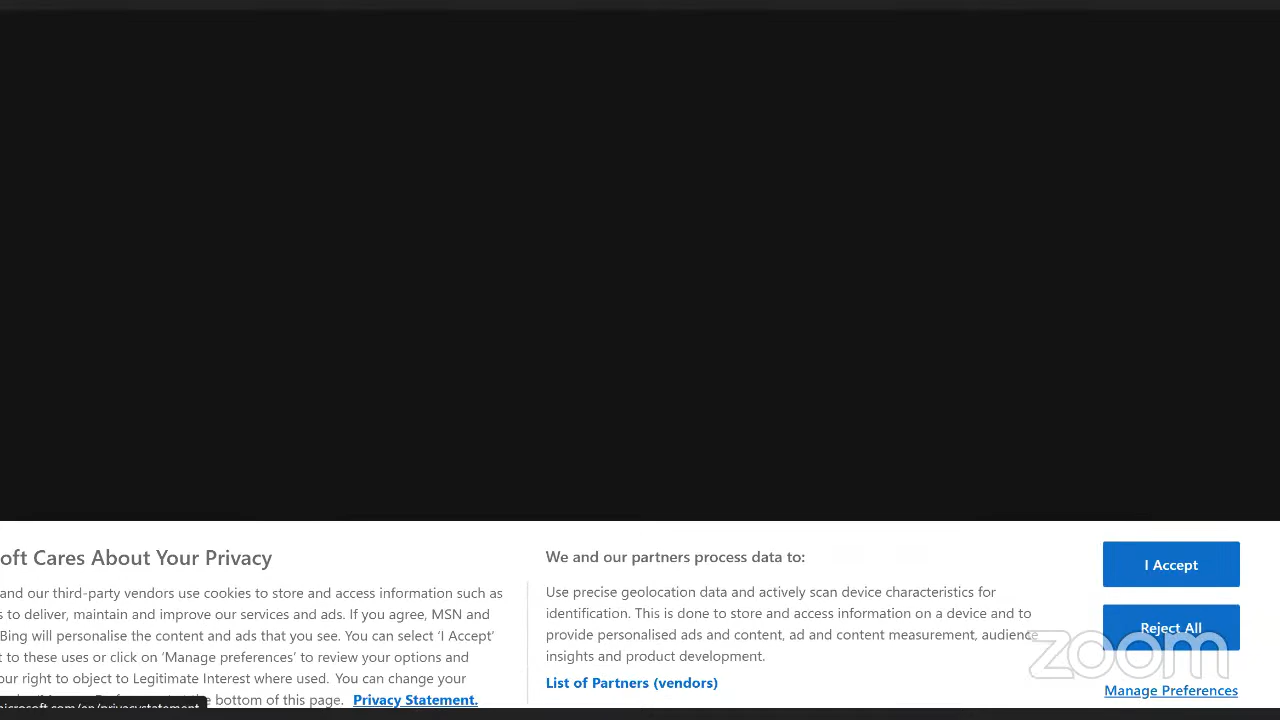 oft Cares About Your Privacy
and our third-party vendors use cookies to store and access information such as
s to deliver, maintain and improve our services and ads. If you agree, MSN and
Bing will personalise the content and ads that you see. You can select ‘I Accept’
t to these uses or click on ‘Manage preferences’ to review your options and
our right to object to Legitimate Interest where used. You can change your
bottom of this page. Privacy Statement.
microsoft.com/en/privacystatement
We and our partners process data to:
Use precise geolocation data and actively scan device characteristics for
identification. This is done to store and access information on a device and to
provide personalised ads and content, ad and content measurement, audience
insights and product development.
List of Partners (vendors)
I Accept
Reject All
zoom
Manage Preferences